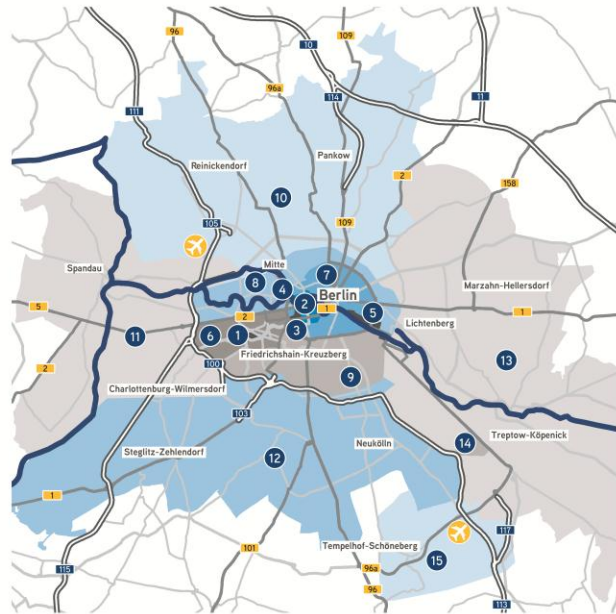 96
109
10
11
96a
114
111
Reinickendorf
Pankow
2
158
10
109
105
Spandau
Mitte
7
8
4
Marzahn-Hellersdorf
Berlin
2
1
5
1
5
2
Lichtenberg
3
11
6
1
Friedrichshain-Kreuzberg
13
2
100
9
Charlottenburg-Wilmersdorf
103
Treptow-Köpenick
Neukölln
14
Steglitz-Zehlendorf
12
1
117
101
Tempelhof-Schöneberg
15
115
96a
96
113